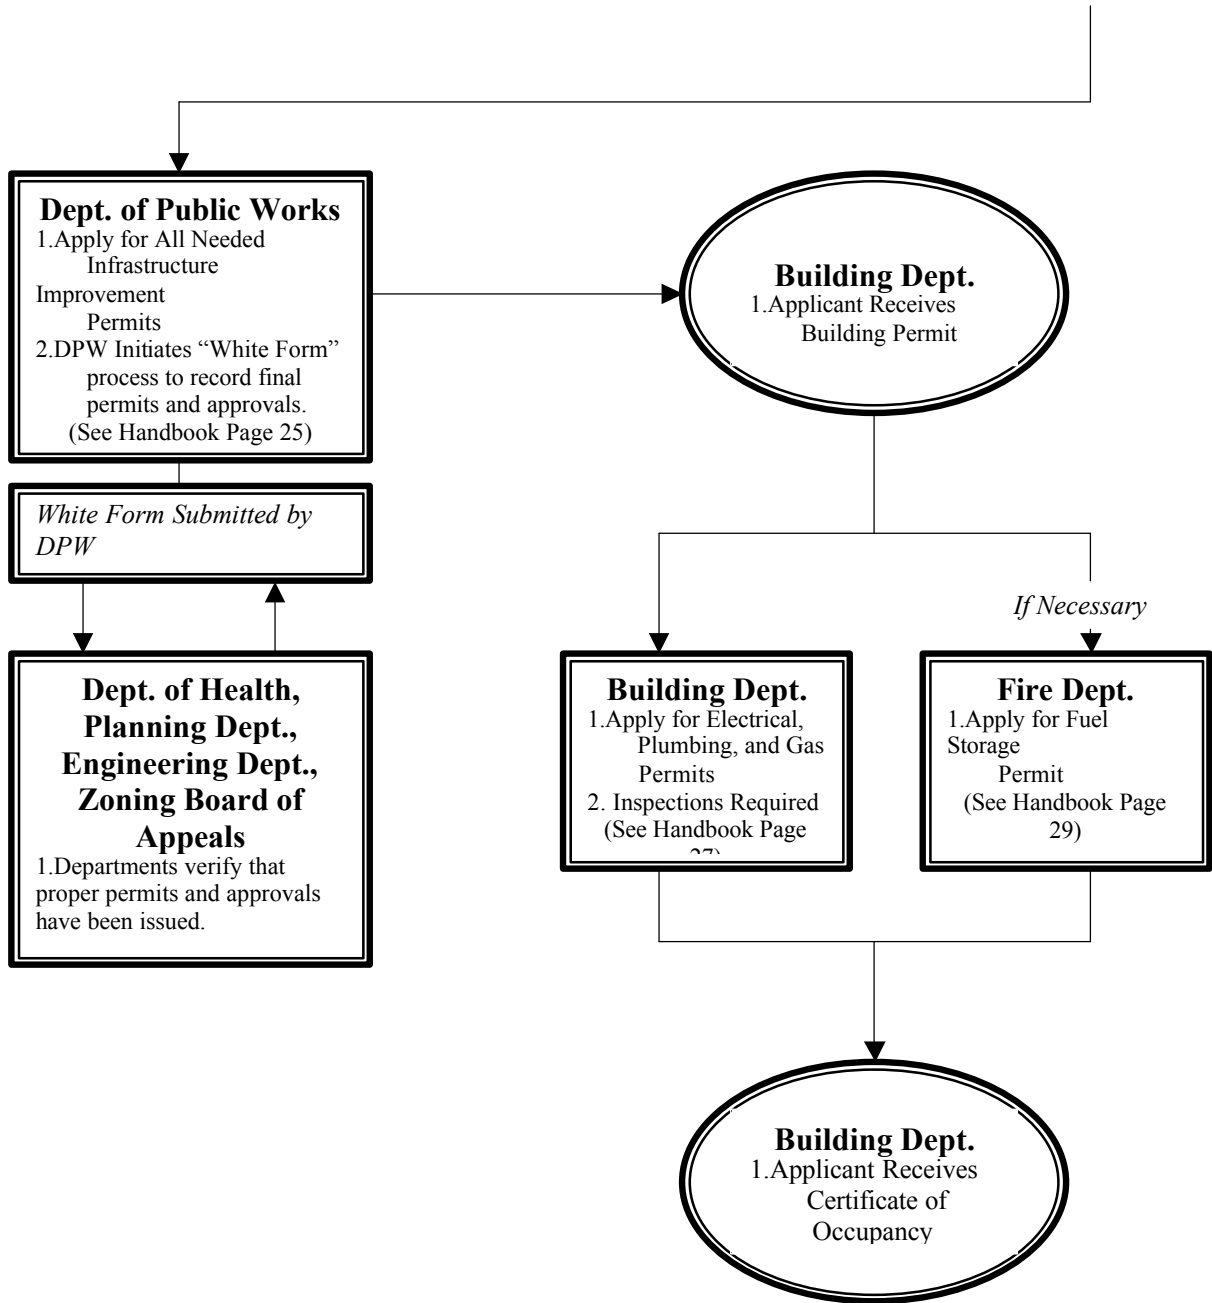 Dept. of Public Works
1.Apply for All Needed
Infrastructure
Improvement
Permits
2.DPW Initiates “White Form”
process to record final
permits and approvals.
(See Handbook Page 25)
White Form Submitted by
DPW
Dept. of Health,
Planning Dept.,
Engineering Dept.,
Zoning Board of
Appeals
1.Departments verify that
proper permits and approvals
have been issued.
Building Dept.
1.Applicant Receives
Building Permit
If Necessary
Building Dept.
1.Apply for Electrical,
Plumbing, and Gas
Permits
2. Inspections Required
(See Handbook Page
27)
Fire Dept.
1.Apply for Fuel
Storage
Permit
(See Handbook Page
29)
Building Dept.
1.Applicant Receives
Certificate of
Occupancy